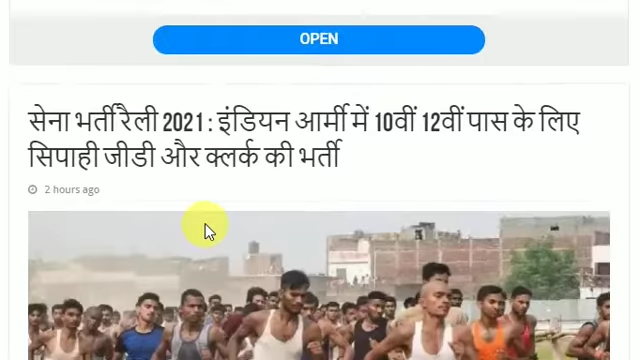 OPEN
सेना भर्ती रैली 2021 : इंडियन आर्मी में 10वीं 12वीं पास के लिए
सिपाही जीडी और क्लर्क की भर्ती
2 hours ago